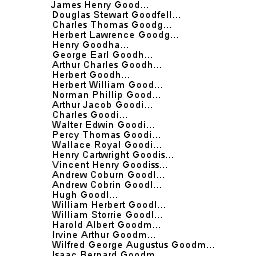 James Henry Good...
Douglas Stewart Goodfell...
Charles Thomas Goodg...
Herbert Lawrence Goodg...
Henry Goodha...
George Earl Goodh...
Arthur Charles Goodh...
Herbert Goodh...
Herbert William Good...
Norman Phillip Good...
Arthur Jacob Goodi...
Charles Goodi...
Walter Edwin Goodi...
Percy Thomas Goodi...
Wallace Royal Goodi...
Henry Cartwright Goodis...
Vincent Henry Goodiss...
Andrew Coburn Goodl...
Andrew Cobrin Goodl...
Hugh Goodl...
William Herbert Goodl...
William Storrie Goodl...
Harold Albert Goodm...
Irvine Arthur Goodm...
Wilfred George Augustus Goodm...
Isaac Bernard Goodm...